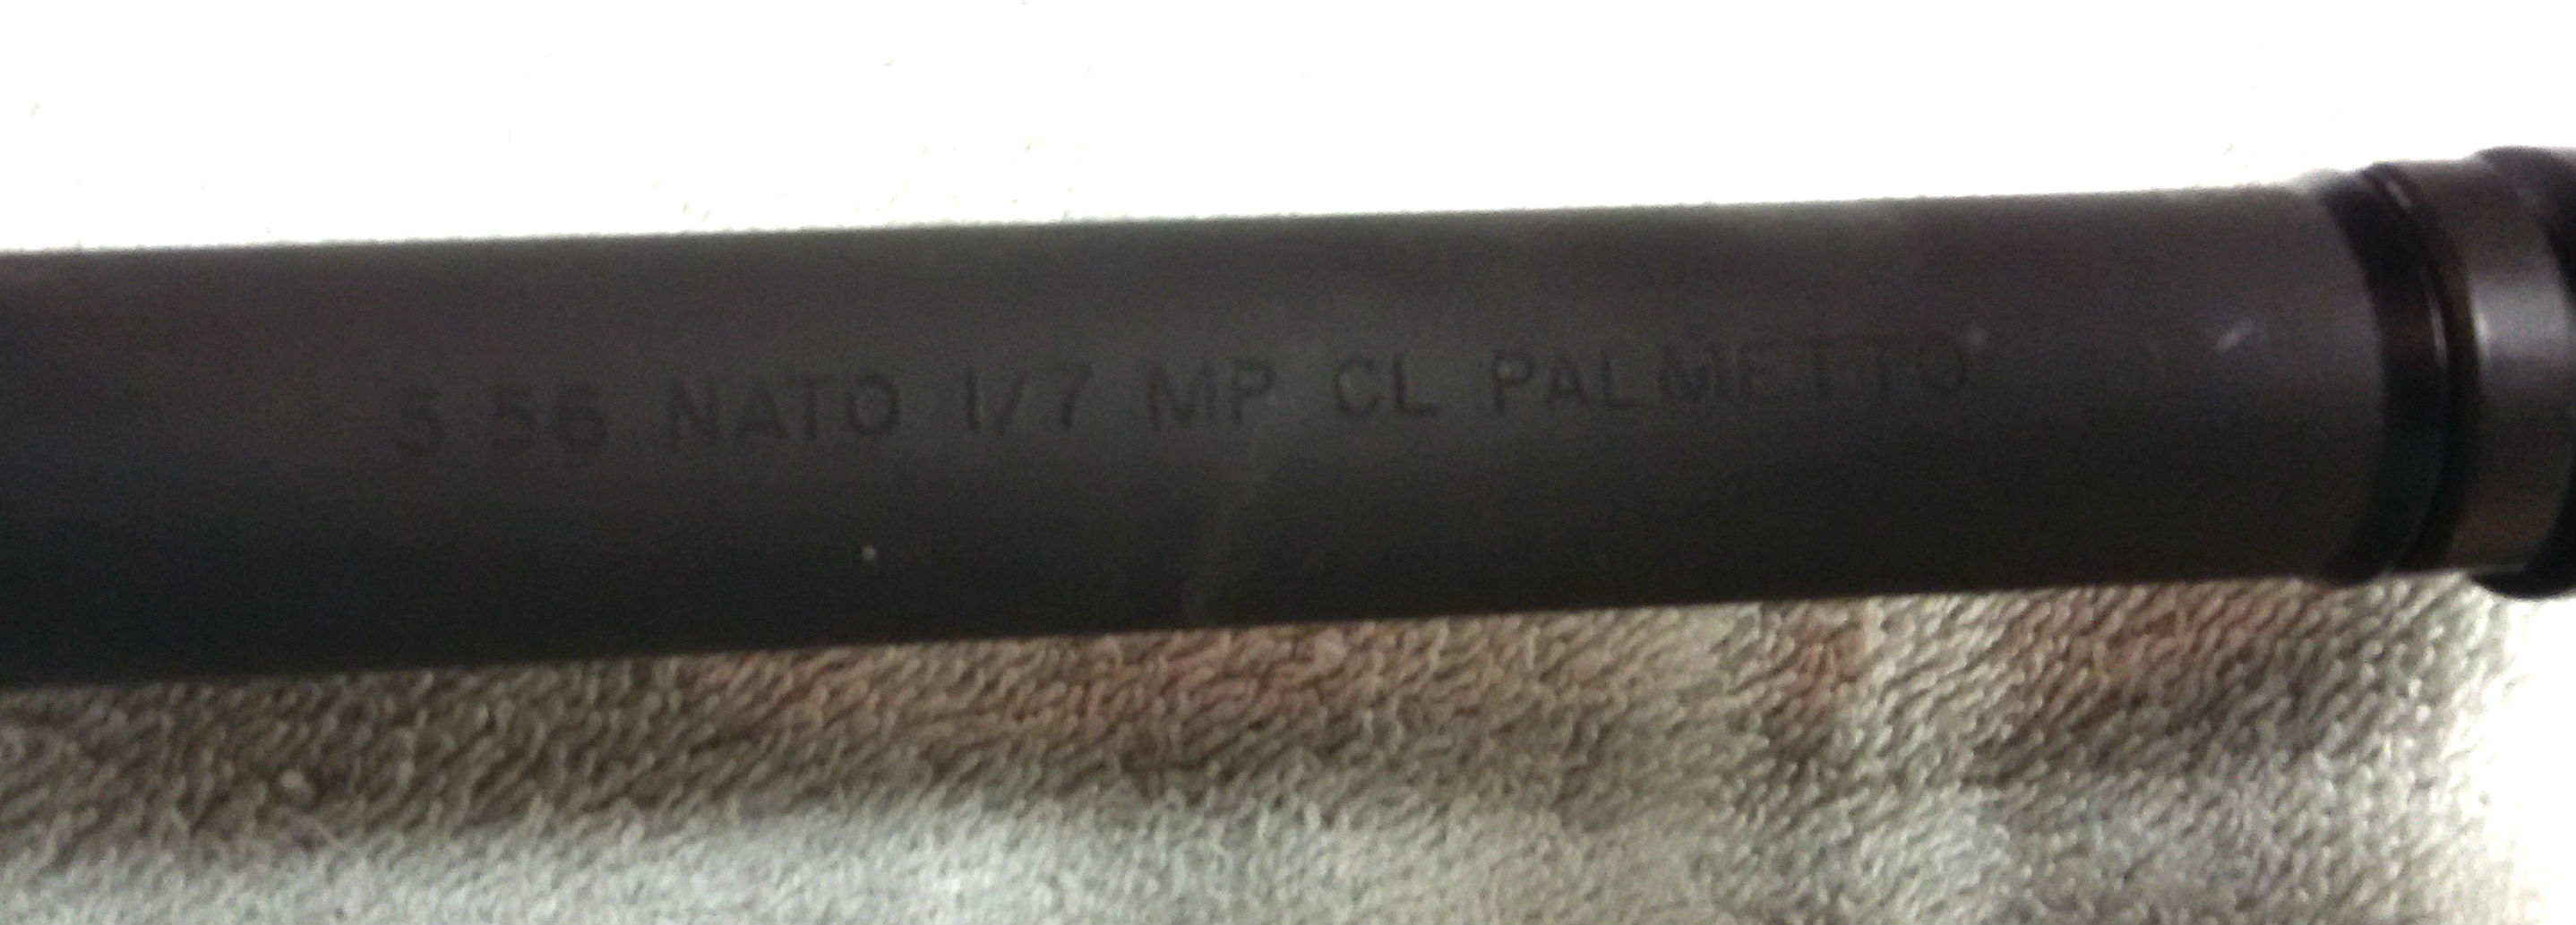 5.56 NATO 1/7 MP CL PALMETTO